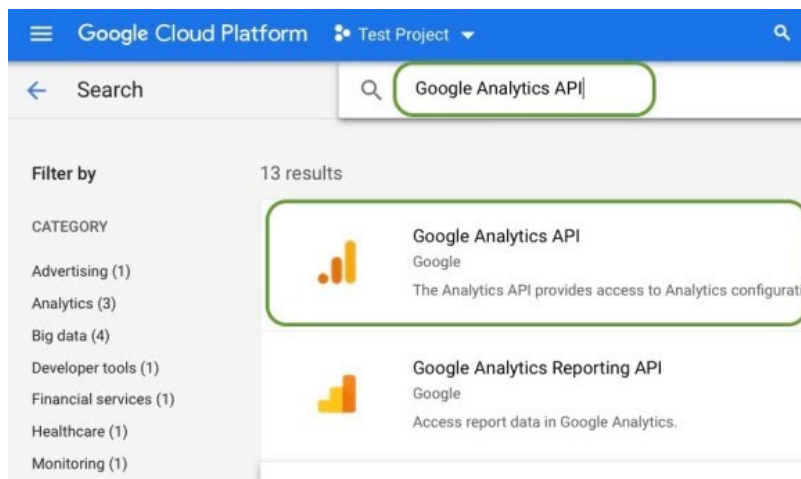 Google Cloud Platform Test Project
Search
Google Analytics API
Filter by
13 results
CATEGORY
Advertising (1)
Analytics (3)
Big data (4)
Developer tools (1)
Financial services (1)
Healthcare (1)
Monitoring (1)
Google Analytics API
Google
The Analytics API provides access to Analytics configurati
Google Analytics Reporting API
Google
Access report data in Google Analytics.